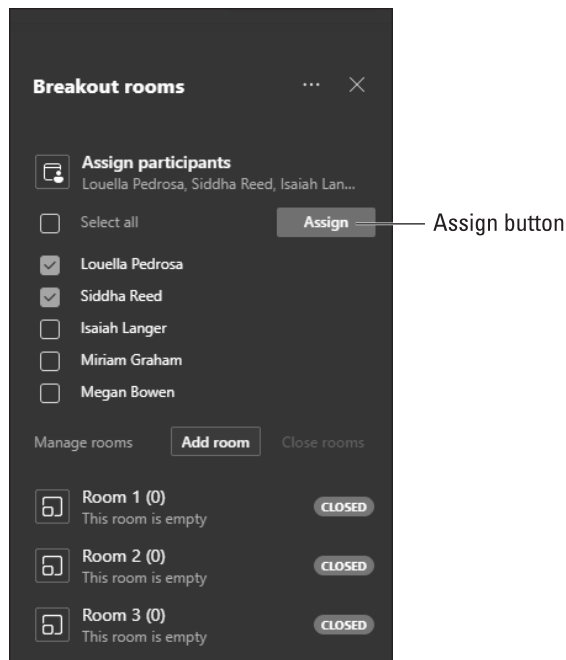 Breakout rooms
Assign participants
Louella Pedrosa, Siddha Reed, Isaiah Lan...
Select all
Assign
Assign button
Louella Pedrosa
Siddha Reed
Isaiah Langer
Miriam Graham
Megan Bowen
Manage rooms
Add room
Close rooms
Room 1 (0)
This room is empty
CLOSED
Room 2 (0)
This room is empty
CLOSED
Room 3 (0)
This room is empty
CLOSED